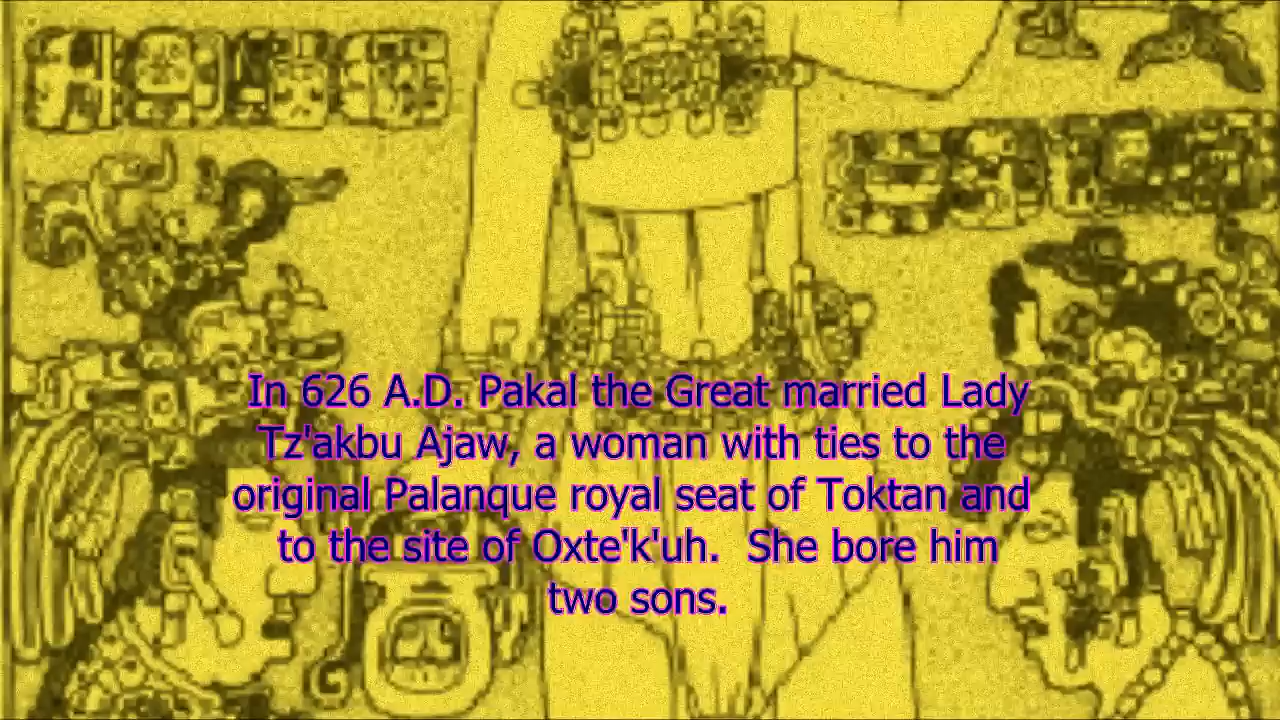 In 626 A.D. Pakal the Great married Lady
Tz'akbu Ajaw, a woman with ties to the
original Palanque royal seat of Toktan and
to the site of Oxte'k'uh.  She bore him
two sons.